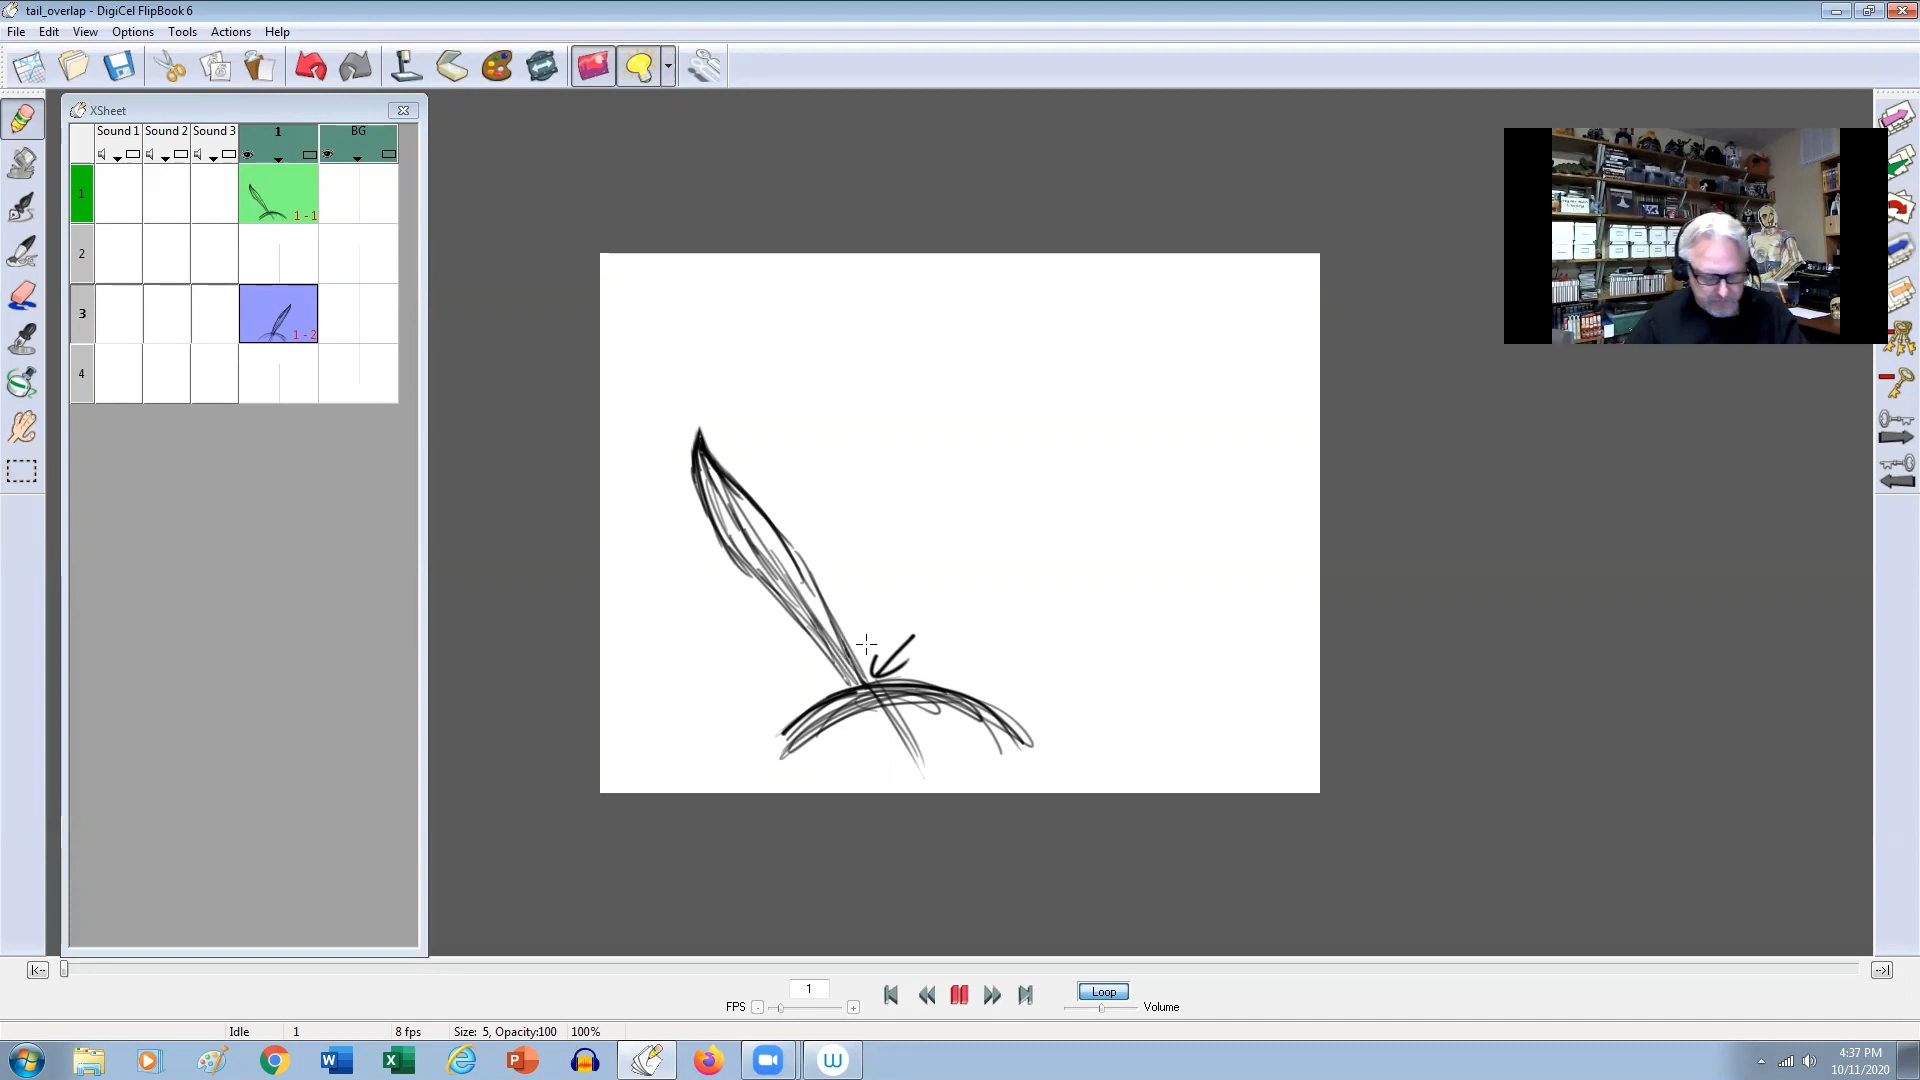 tail_overlap - DigiCel FlipBook 6
File Edit View Options Tools Actions Help
XSheet
Sound 1 Sound 2 Sound 3 1 BG
1
1 - 1
2
3
1 - 2
4
1
FPS - +
Loop
Volume
Idle 1 8 fps Size: 5, Opacity:100 100%
4:37 PM
10/11/2020